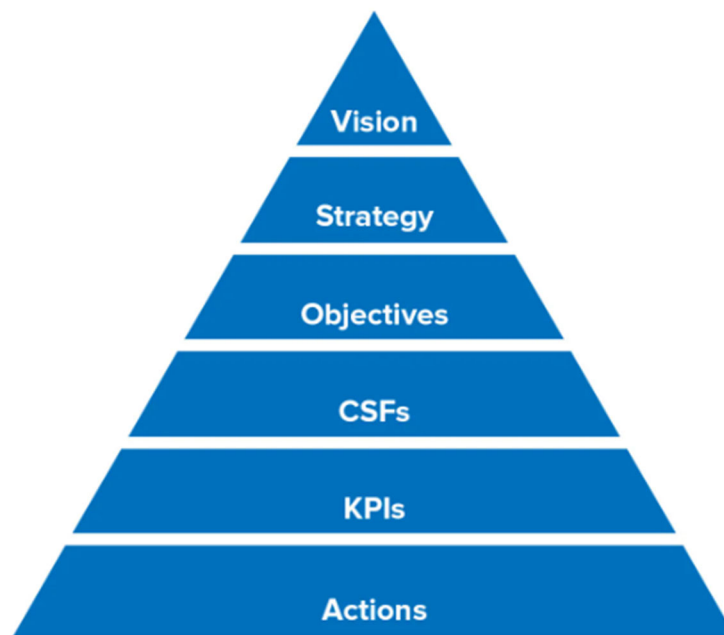 Vision
Strategy
Objectives
CSFs
KPIs
Actions